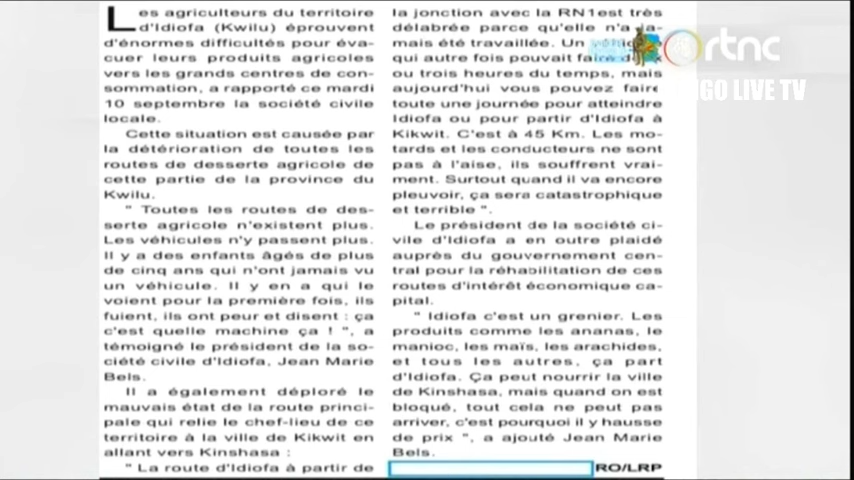 Les agriculteurs du territoire
d'Idiofa (Kwilu) éprouvent
d'énormes difficultés pour éva-
cuer leurs produits agricoles
vers les grands centres de con-
sommation, a rapporté ce mardi
10 septembre la société civile
locale.
Cette situation est causée par
la détérioration de toutes les
routes de desserte agricole de
cette partie de la province du
Kwilu.
" Toutes les routes de des-
serte agricole n'existent plus.
Les véhicules n'y passent plus.
Il y a des enfants âgés de plus
de cinq ans qui n'ont jamais vu
un véhicule. Il y en a qui le
voient pour la première fois, ils
fuient, ils ont peur et disent : ça
c'est quelle machine ça ! ", a
témoigné le président de la so-
ciété civile d'Idiofa, Jean Marie
Bels.
Il a également déploré le
mauvais état de la route princi-
pale qui relie le chef-lieu de ce
territoire à la ville de Kikwit en
allant vers Kinshasa :
" La route d'Idiofa à partir de
la jonction avec la RN1est très
délabrée parce qu'elle n'a ja-
mais été travaillée. Un véhicule
qui autre fois pouvait faire
ou trois heures du temps, mais
aujourd'hui vous pouvez faire
toute une journée pour atteindre
Idiofa ou pour partir d'Idiofa à
Kikwit. C'est à 45 Km. Les mo-
tards et les conducteurs ne sont
pas à l'aise, ils souffrent vrai-
ment. Surtout quand il va encore
pleuvoir, ça sera catastrophique
et terrible ".
Le président de la société ci-
vile d'Idiofa a en outre plaidé
auprès du gouvernement cen-
tral pour la réhabilitation de ces
routes d'intérêt économique ca-
pital.
" Idiofa c'est un grenier. Les
produits comme les ananas, le
manioc, les maïs, les arachides,
et tous les autres, ça part
d'Idiofa. Ça peut nourrir la ville
de Kinshasa, mais quand on est
bloqué, tout cela ne peut pas
arriver, c'est pourquoi il y hausse
de prix ", a ajouté Jean Marie
Bels.
RO/LRP
rtnc
NGO LIVE TV